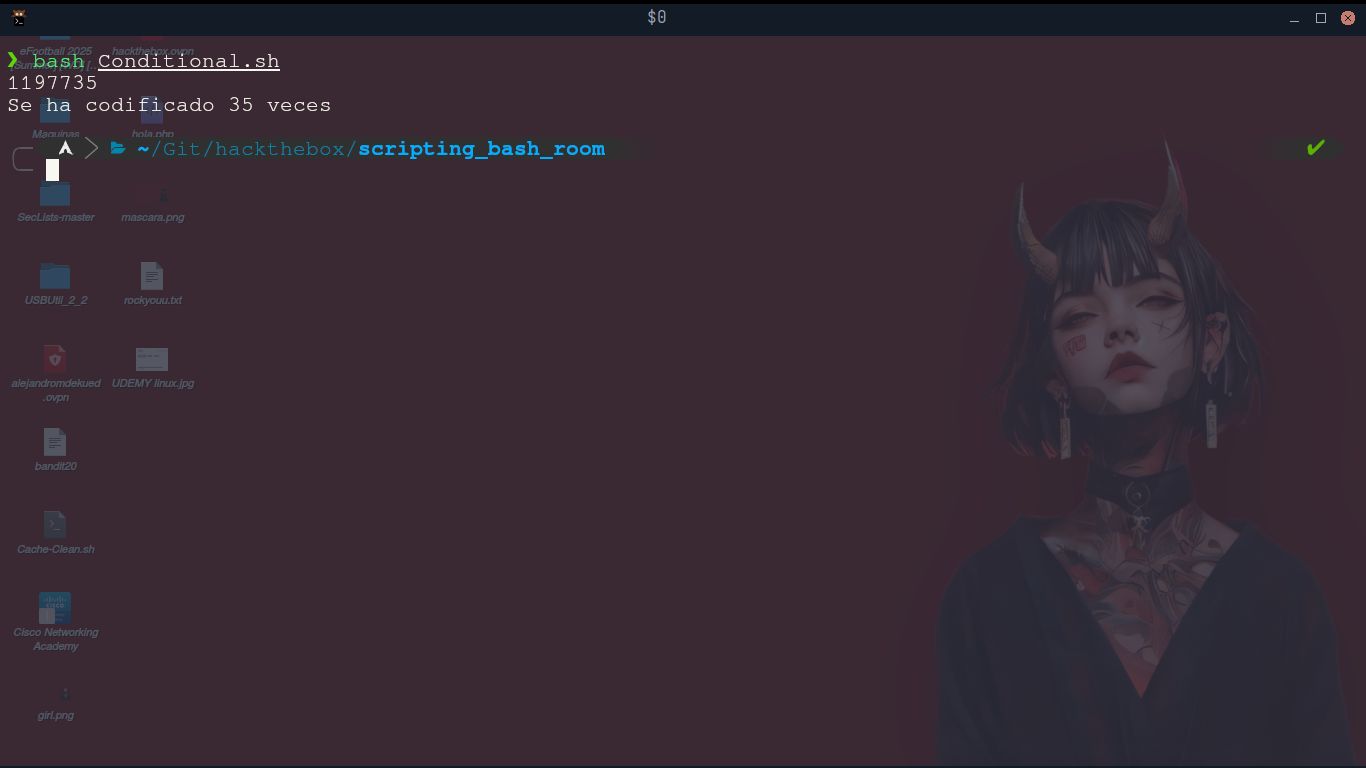 $0
eFootball 2025
hackthebox.ovpn
❯ bash Conditional.sh
1197735
Se ha codificado 35 veces
Maquinas
hola.php
~/Git/hackthebox/scripting_bash_room ✔
SecLists-master
mascara.png
USBUtil_2_2
rockyouu.txt
alejandromdekued
.ovpn
UDEMY linux.jpg
bandit20
Cache-Clean.sh
CISCO
Cisco Networking
Academy
girl.png